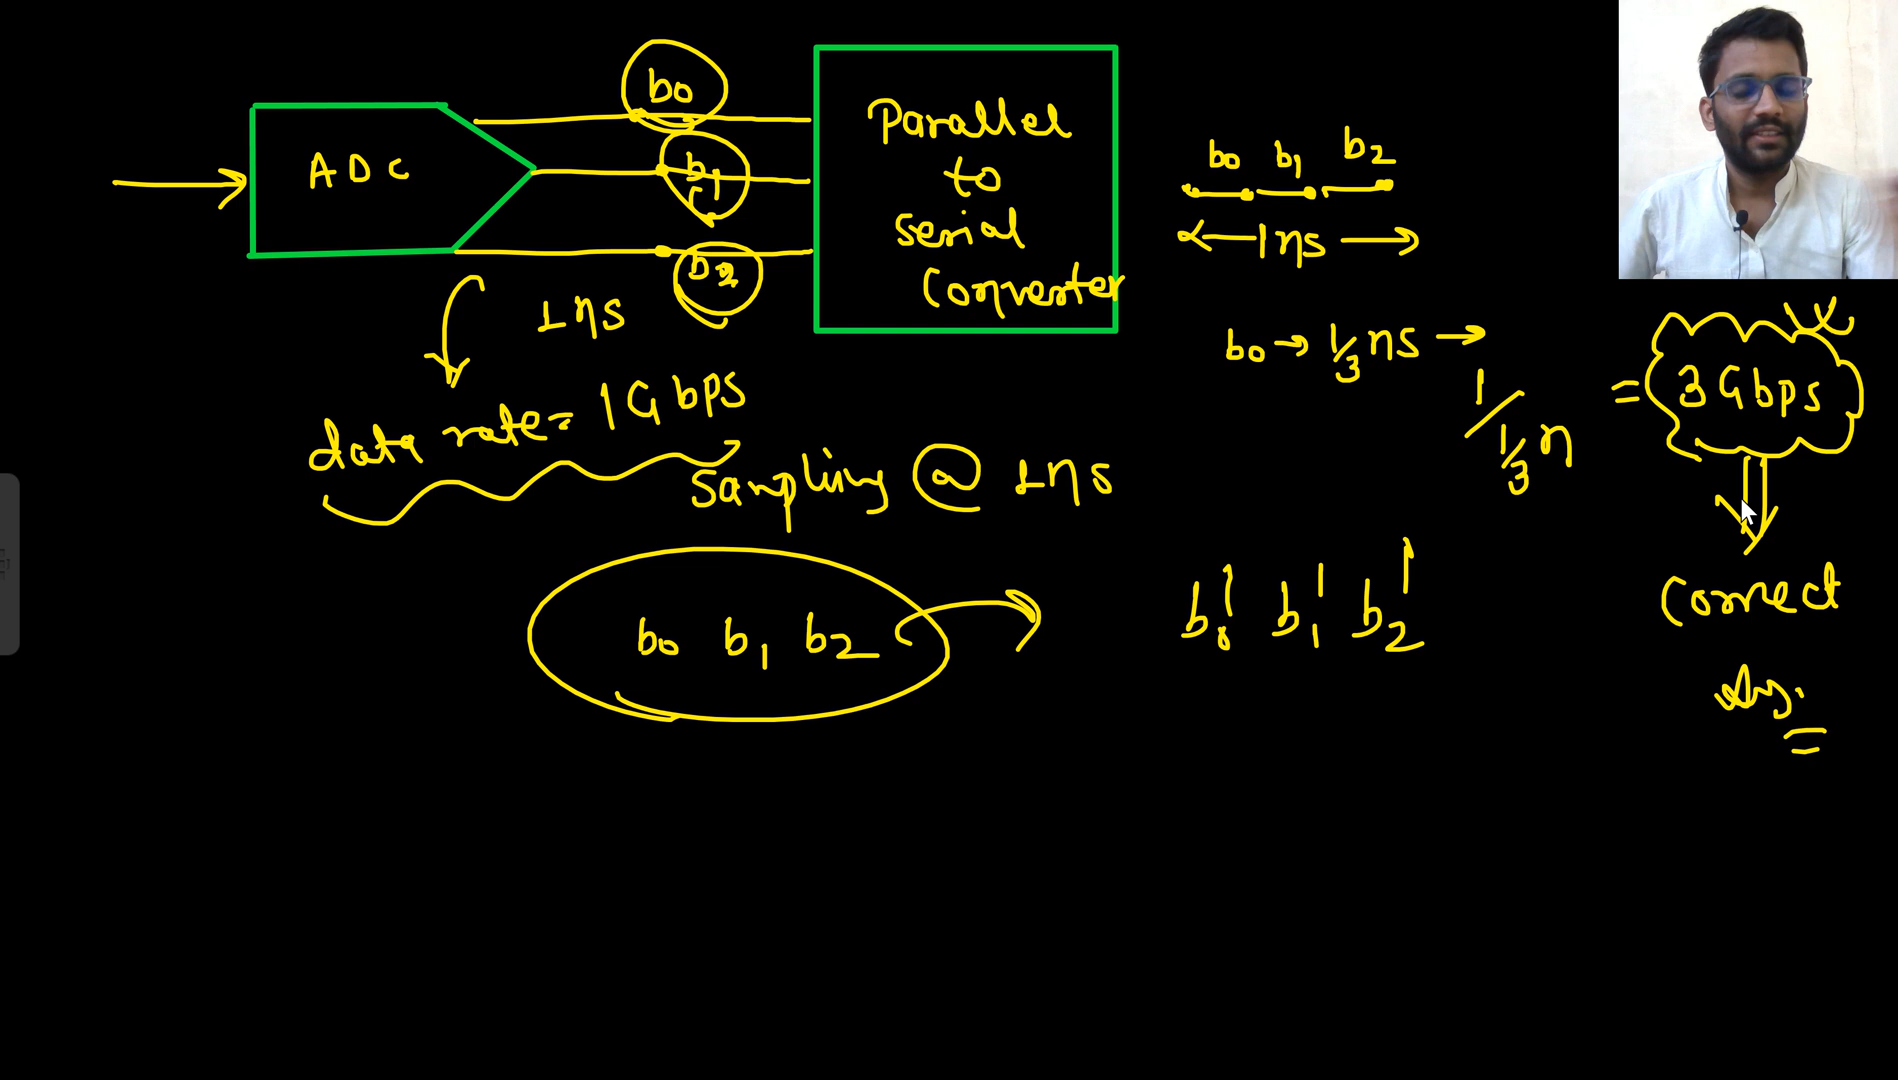 ADC
b0
b1
b2
Parallel
to
serial
Converter
b0 b1 b2
1ns
1ns
data rate = 1Gbps
Sampling @ 1ns
b0 → 1/3 ns →
1/1/3 n
= 3Gbps
Correct
Ans.
b0 b1 b2
b0' b1' b2'